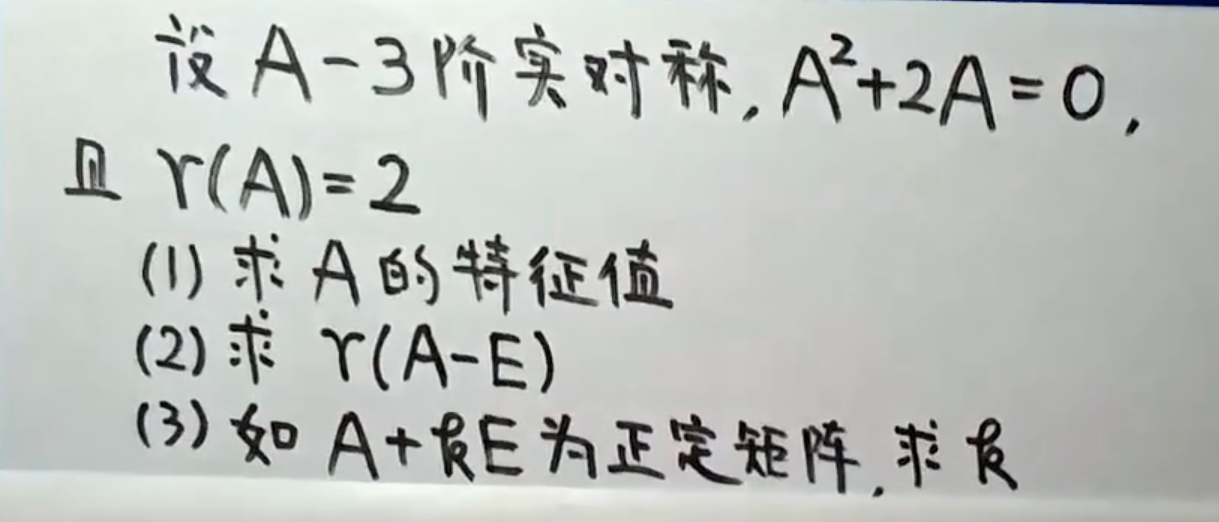 设 A-3阶实对称, A²+2A=0,
且 r(A)=2
(1) 求 A 的特征值
(2) 求 r(A-E)
(3) 如 A+kE 为正定矩阵, 求 k